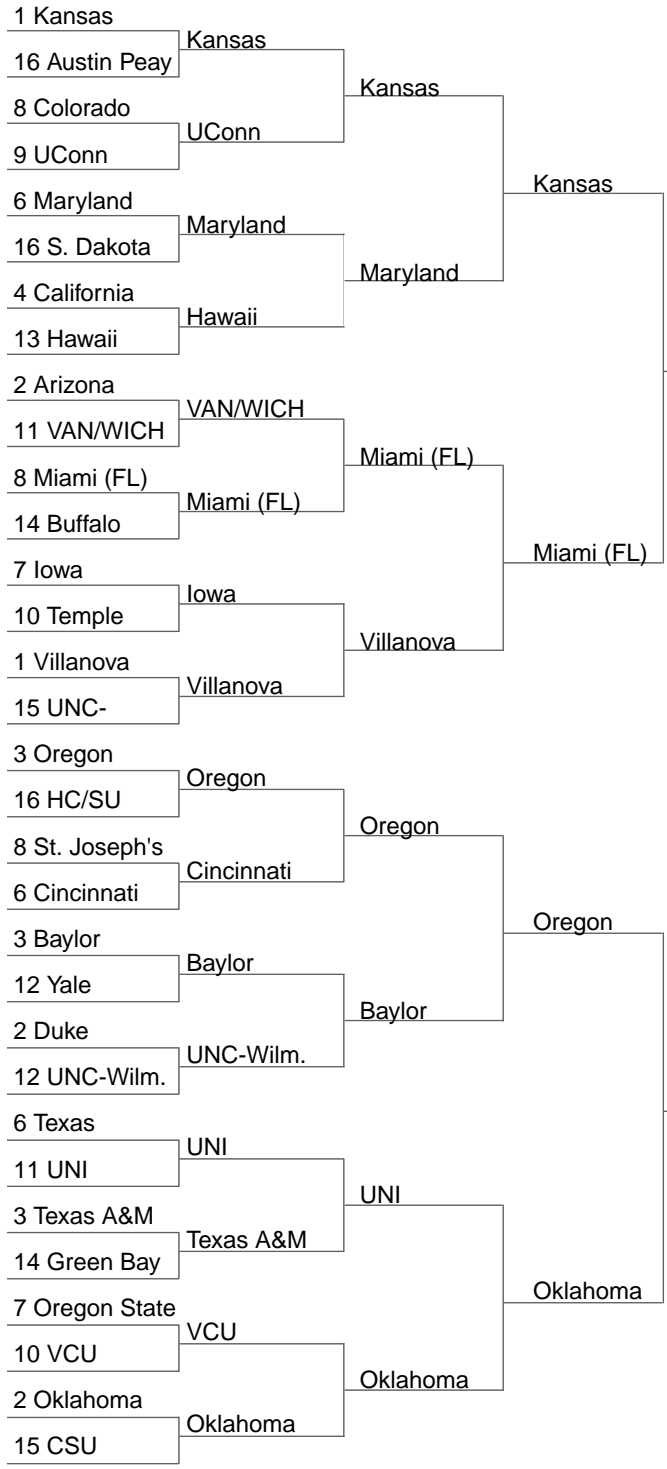 1 Kansas
16 Austin Peay
8 Colorado
9 UConn
6 Maryland
16 S. Dakota
4 California
13 Hawaii
2 Arizona
11 VAN/WICH
8 Miami (FL)
14 Buffalo
7 Iowa
10 Temple
1 Villanova
15 UNC-
3 Oregon
16 HC/SU
8 St. Joseph's
6 Cincinnati
3 Baylor
12 Yale
2 Duke
12 UNC-Wilm.
6 Texas
11 UNI
3 Texas A&M
14 Green Bay
7 Oregon State
10 VCU
2 Oklahoma
15 CSU
Kansas
UConn
Maryland
Hawaii
VAN/WICH
Miami (FL)
Iowa
Villanova
Oregon
Cincinnati
Baylor
UNC-Wilm.
UNI
Texas A&M
VCU
Oklahoma
Kansas
Maryland
Miami (FL)
Villanova
Oregon
Baylor
UNI
Oklahoma
Kansas
Miami (FL)
Oregon
Oklahoma